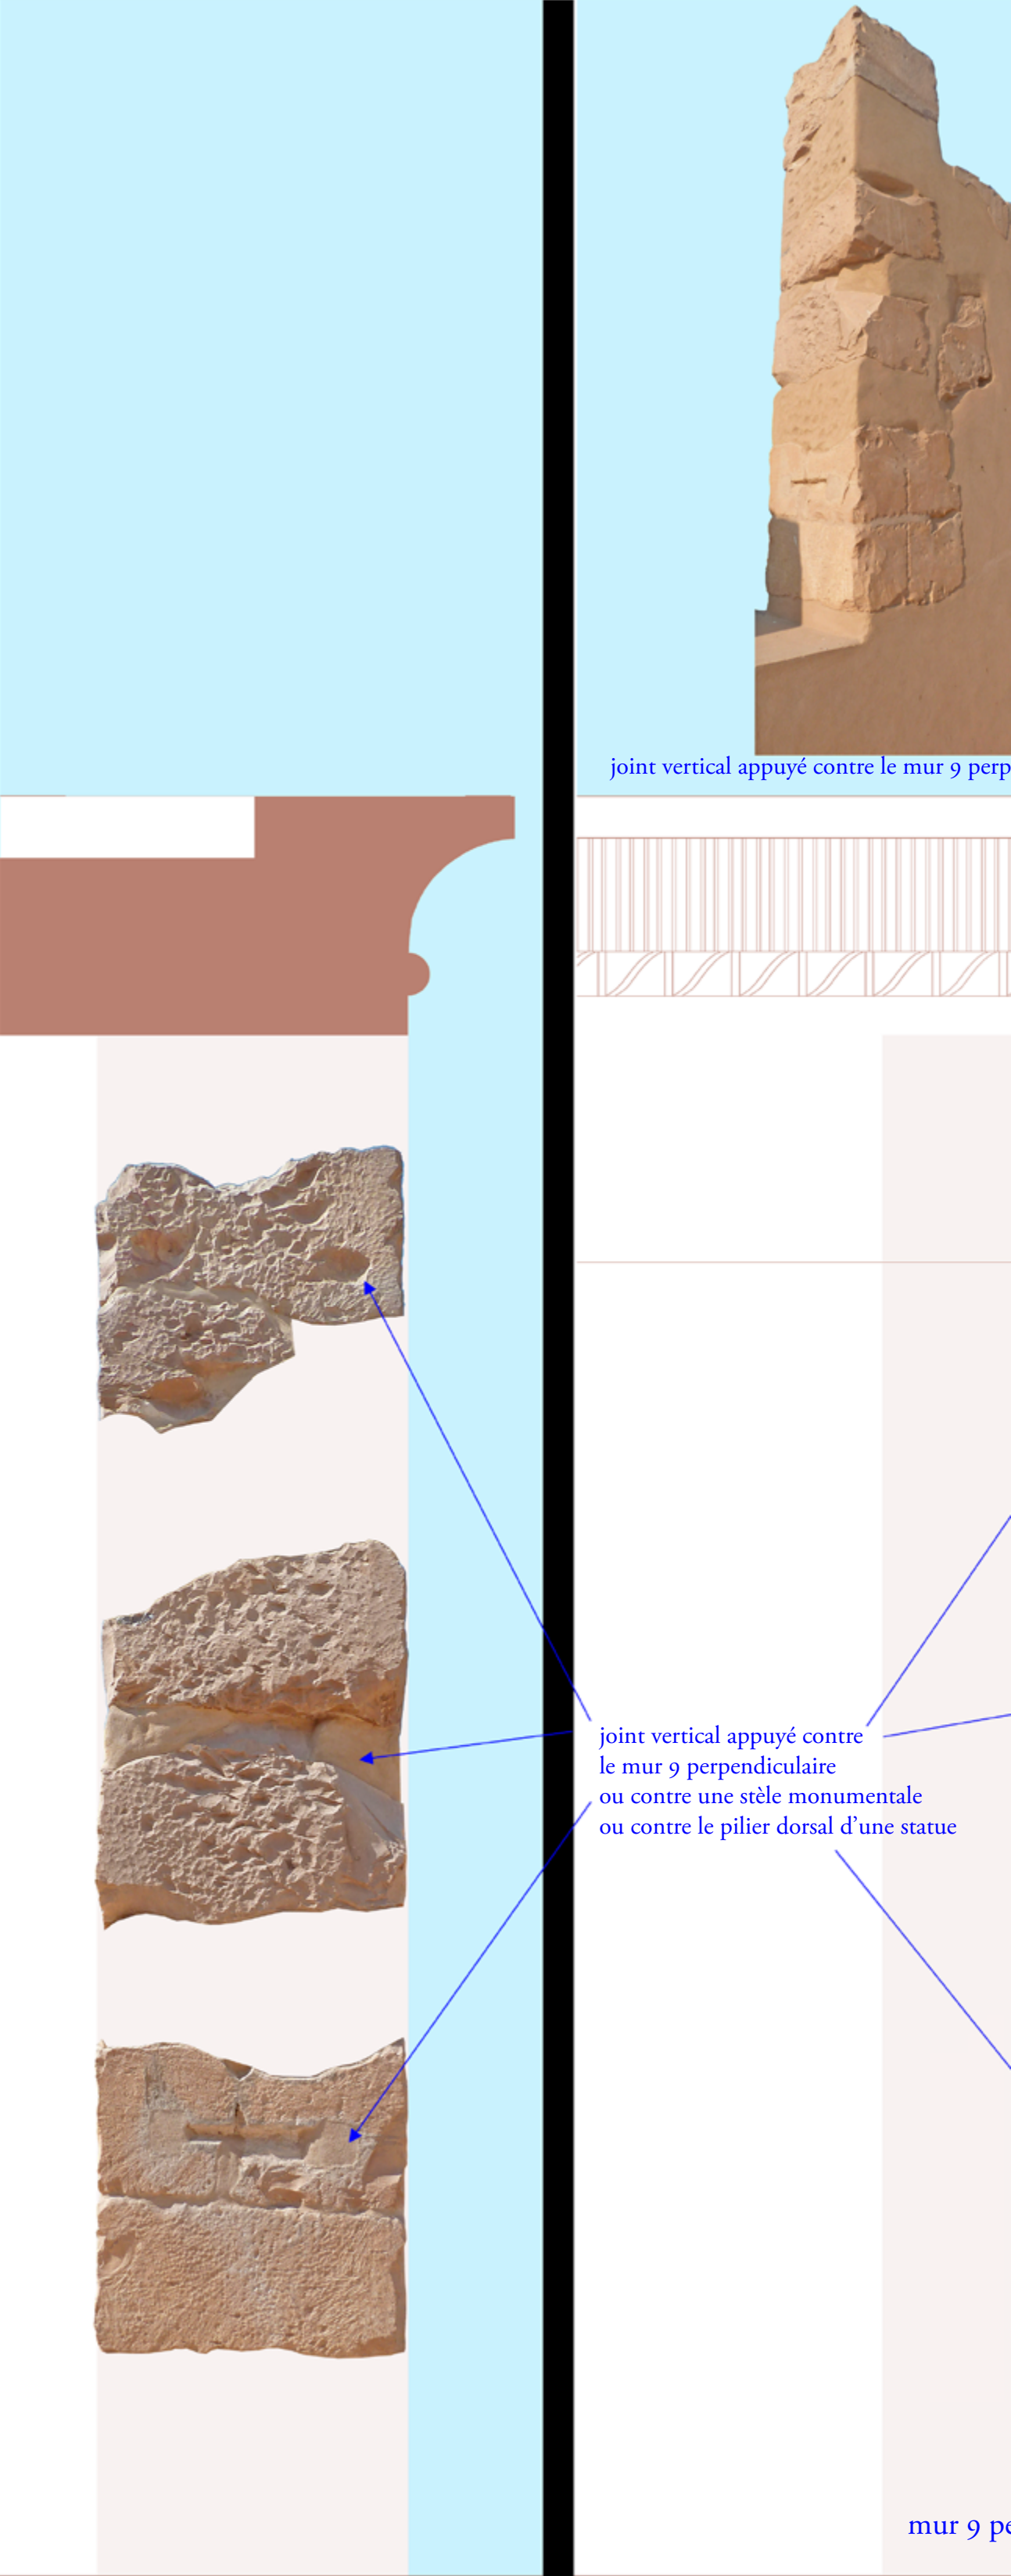 joint vertical appuyé contre le mur 9 perp
joint vertical appuyé contre
le mur 9 perpendiculaire
ou contre une stèle monumentale
ou contre le pilier dorsal d’une statue
mur 9 pe